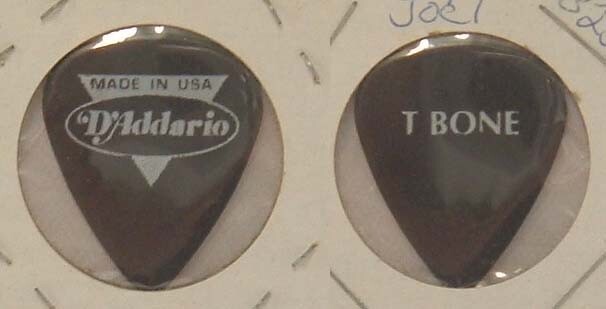 MADE IN USA
D'Addario
Joel
T BONE